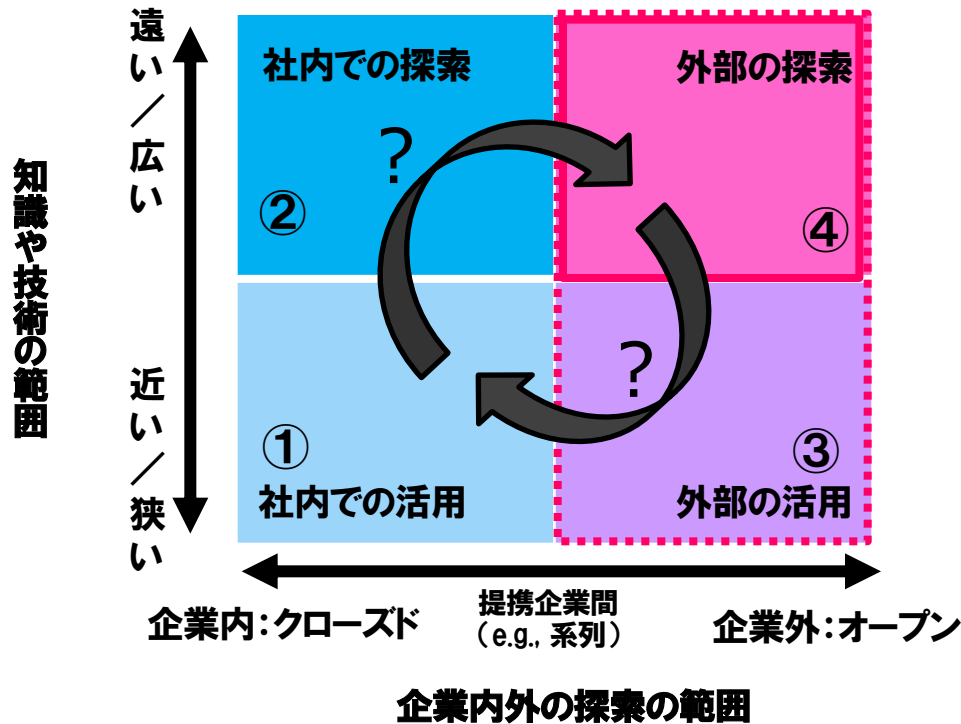 知識や技術の範囲
遠い／広い
近い／狭い
社内での探索
外部の探索
?
②
④
?
①
③
社内での活用
外部の活用
企業内：クローズド
提携企業間
（e.g., 系列）
企業外：オープン
企業内外の探索の範囲